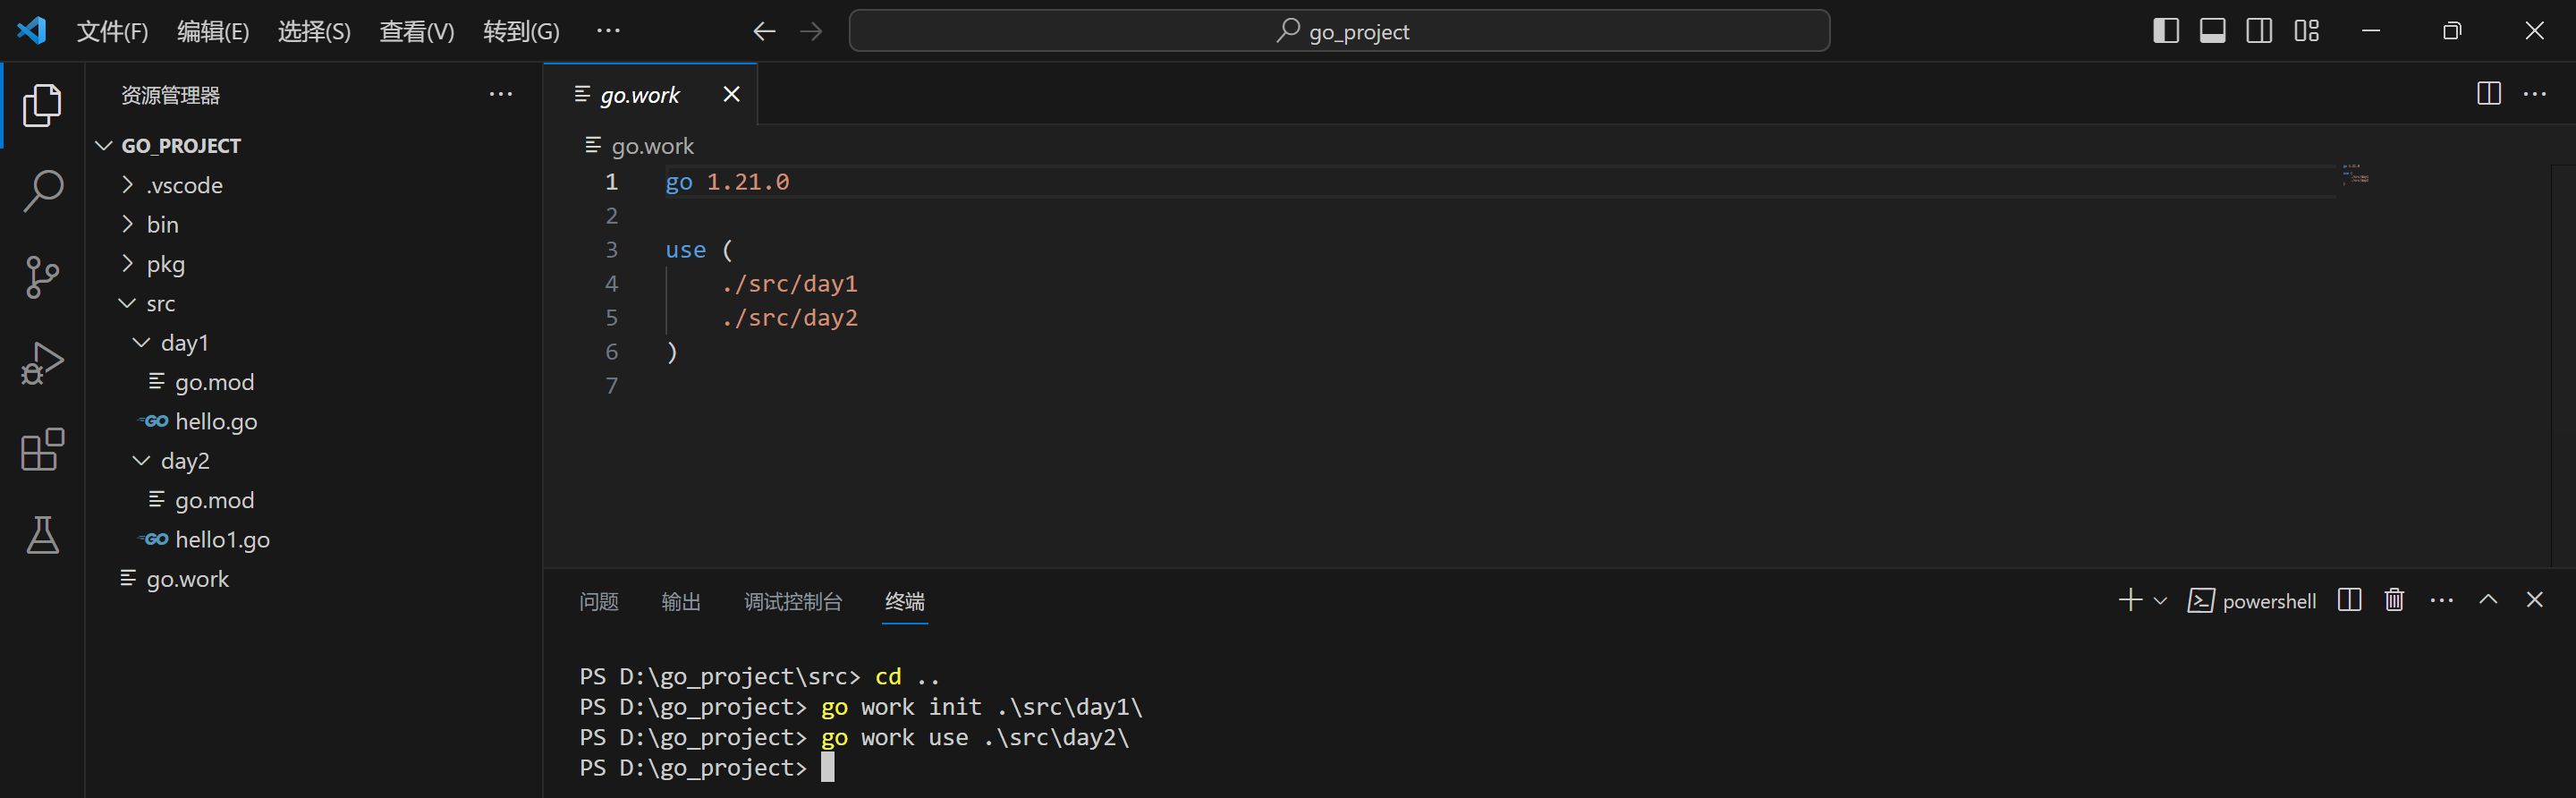 文件(F) 编辑(E) 选择(S) 查看(V) 转到(G) ··· go_project
资源管理器 ···
GO_PROJECT
.vscode
bin
pkg
src
day1
go.mod
GO hello.go
day2
go.mod
GO hello1.go
go.work
go.work
go.work
1 go 1.21.0
2
3 use (
4 ./src/day1
5 ./src/day2
6 )
7
问题 输出 调试控制台 终端 powershell
PS D:\go_project\src> cd ..
PS D:\go_project> go work init .\src\day1\
PS D:\go_project> go work use .\src\day2\
PS D:\go_project>